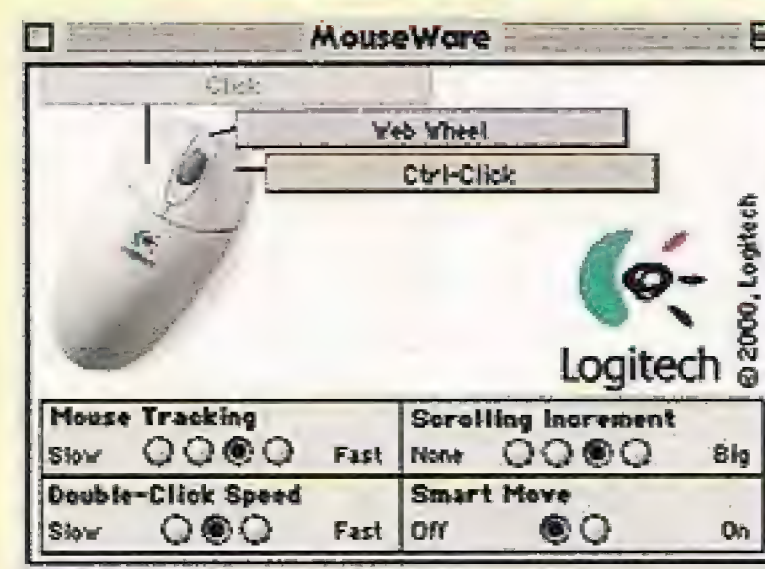 MouseWare
Click
Web Wheel
Ctrl-Click
Logitech
© 2000, Logitech
Mouse Tracking
Slow Fast
Scrolling Increment
None Big
Double-Click Speed
Slow Fast
Smart Move
Off On